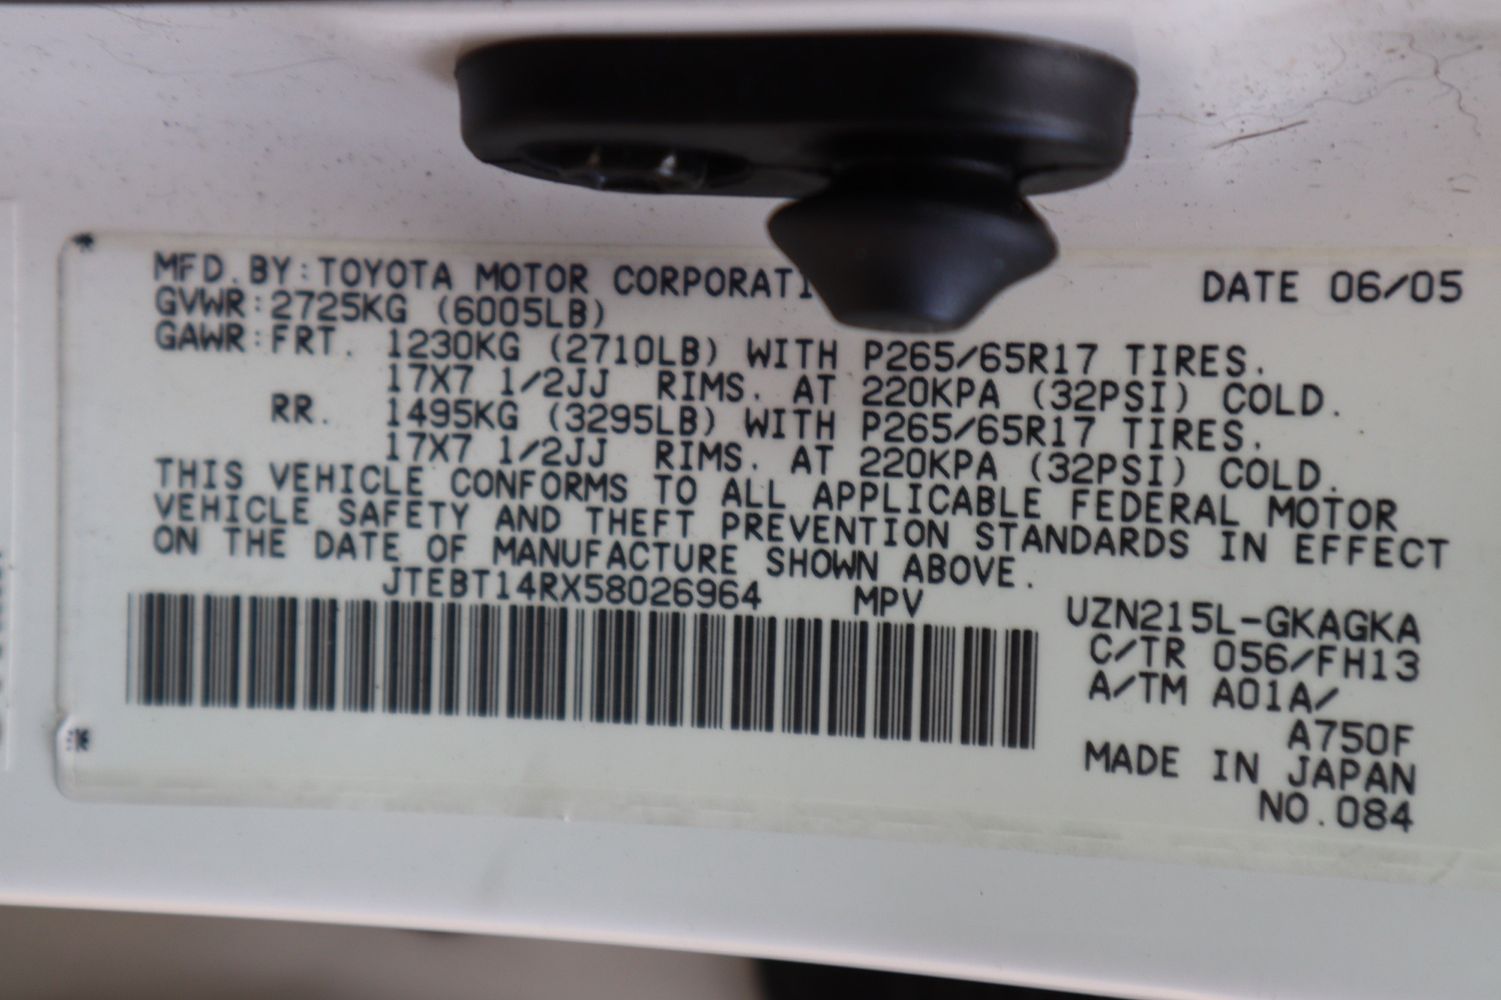 MFD.BY:TOYOTA MOTOR CORPORATI DATE 06/05
GVWR:2725KG (6005LB)
GAWR:FRT. 1230KG (2710LB) WITH P265/65R17 TIRES.
17X7 1/2JJ RIMS. AT 220KPA (32PSI) COLD.
RR. 1495KG (3295LB) WITH P265/65R17 TIRES.
17X7 1/2JJ RIMS. AT 220KPA (32PSI) COLD.
THIS VEHICLE CONFORMS TO ALL APPLICABLE FEDERAL MOTOR
VEHICLE SAFETY AND THEFT PREVENTION STANDARDS IN EFFECT
ON THE DATE OF MANUFACTURE SHOWN ABOVE.
JTEBT14RX58026964 MPV UZN215L-GKAGKA
C/TR 056/FH13
A/TM A01A/
A750F
MADE IN JAPAN
NO.084